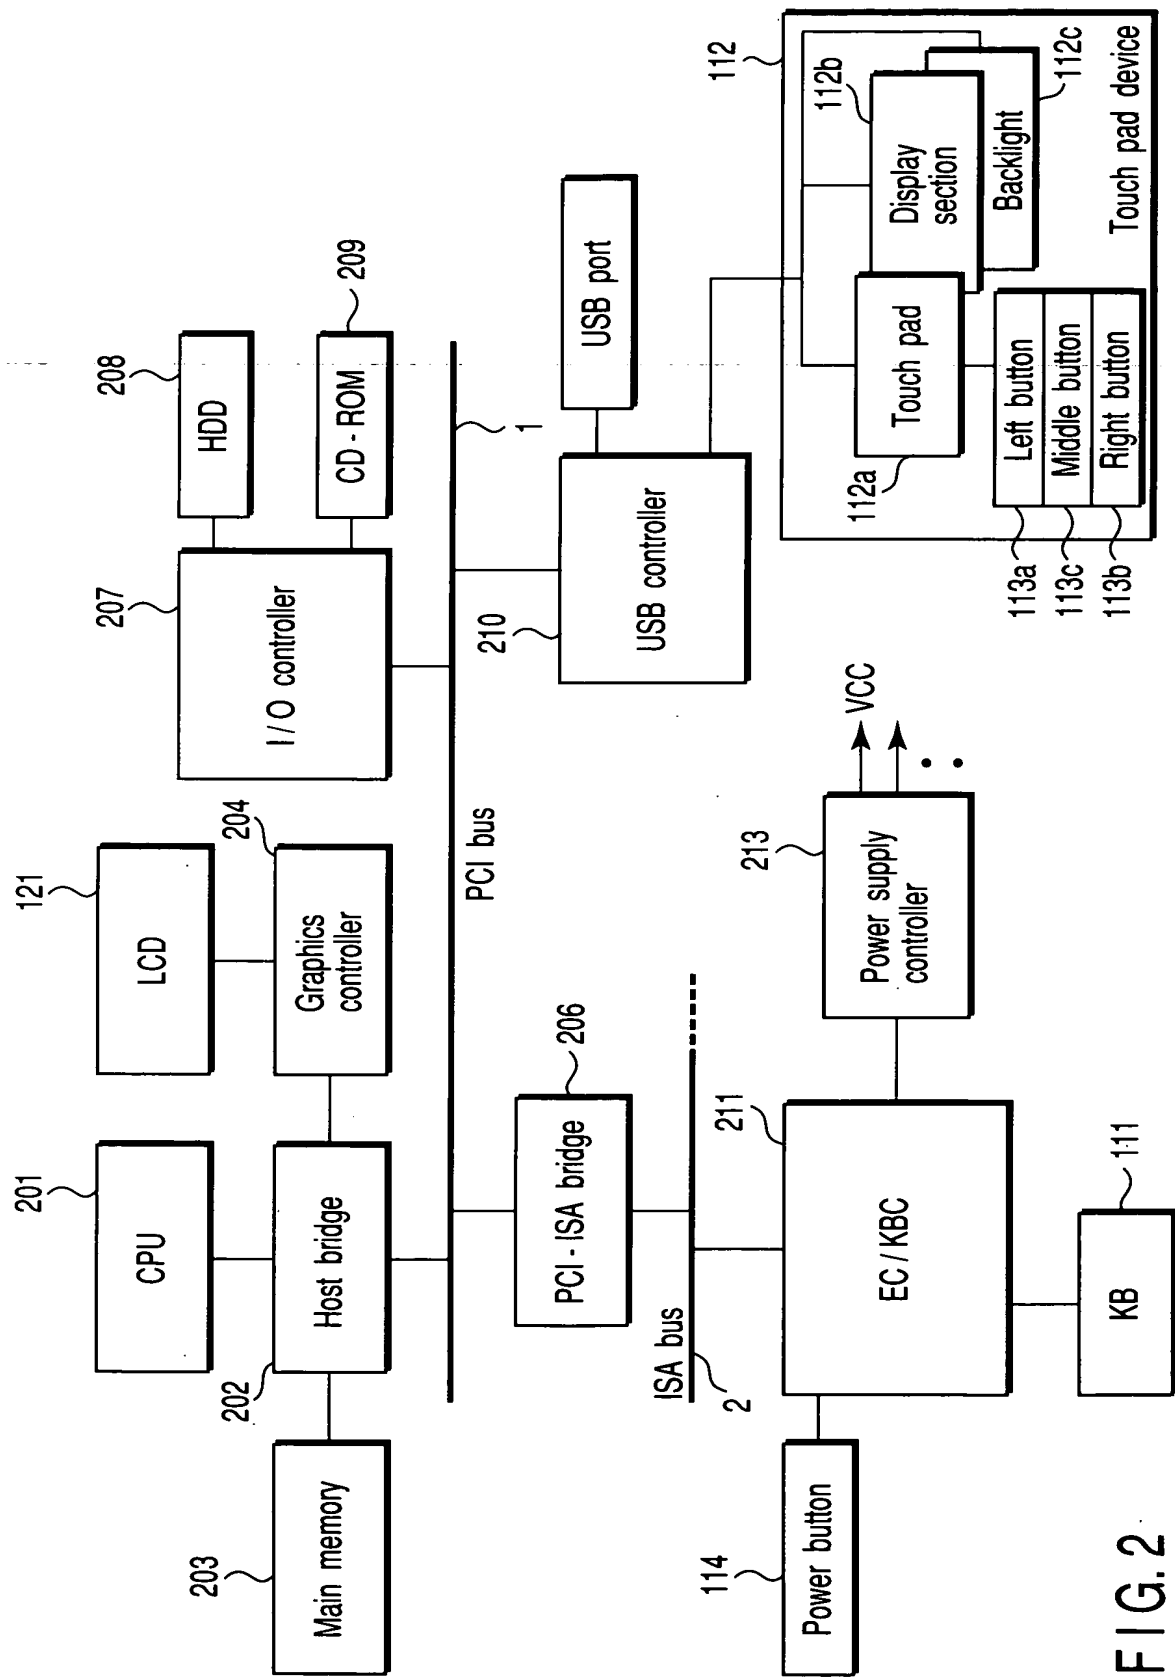 201
CPU
121
LCD
207
208
HDD
209
CD - ROM
I / O controller
203
Main memory
202
Host bridge
204
Graphics
controller
PCI bus
1
206
PCI - ISA bridge
210
USB controller
USB port
ISA bus
2
114
Power button
211
EC / KBC
213
Power supply
controller
VCC
KB
111
112
112b
Display
section
Backlight
112c
Touch pad
112a
Left button
Middle button
Right button
113a
113c
113b
Touch pad device
FIG. 2